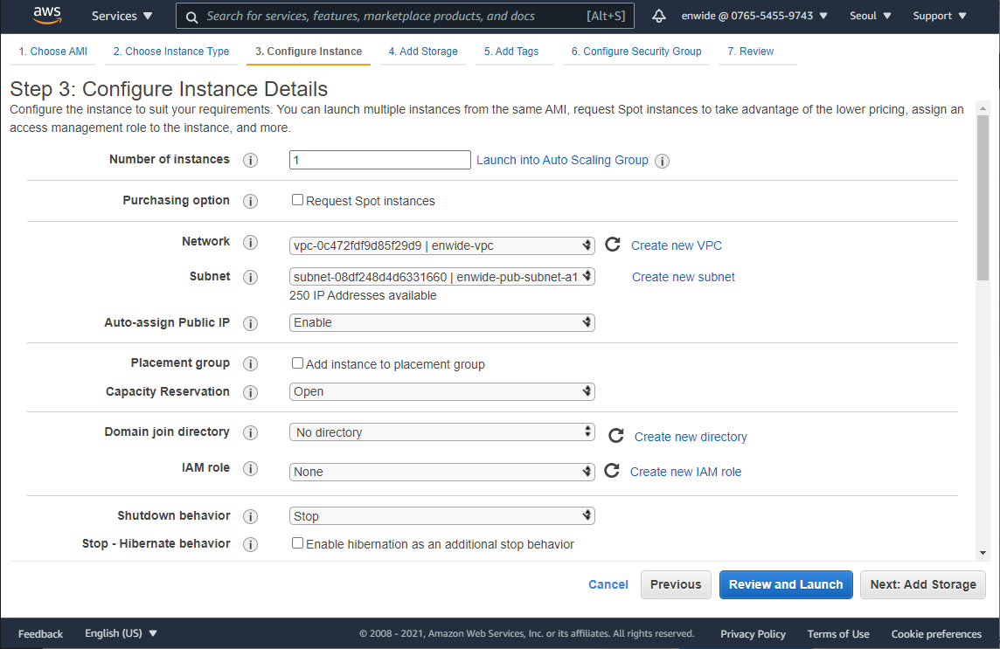 aws Services Search for services, features, marketplace products, and docs [Alt+S] enwide @ 0765-5455-9743 Seoul Support
1. Choose AMI 2. Choose Instance Type 3. Configure Instance 4. Add Storage 5. Add Tags 6. Configure Security Group 7. Review
Step 3: Configure Instance Details
Configure the instance to suit your requirements. You can launch multiple instances from the same AMI, request Spot instances to take advantage of the lower pricing, assign an
access management role to the instance, and more.
Number of instances i 1 Launch into Auto Scaling Group i
Purchasing option i Request Spot instances
Network i vpc-0c472fdf9d85f29d9 | enwide-vpc Create new VPC
Subnet i subnet-08df248d4d6331660 | enwide-pub-subnet-a1 Create new subnet
250 IP Addresses available
Auto-assign Public IP i Enable
Placement group i Add instance to placement group
Capacity Reservation i Open
Domain join directory i No directory Create new directory
IAM role i None Create new IAM role
Shutdown behavior i Stop
Stop - Hibernate behavior i Enable hibernation as an additional stop behavior
Cancel Previous Review and Launch Next: Add Storage
Feedback English (US) © 2008 - 2021, Amazon Web Services, Inc. or its affiliates. All rights reserved. Privacy Policy Terms of Use Cookie preferences